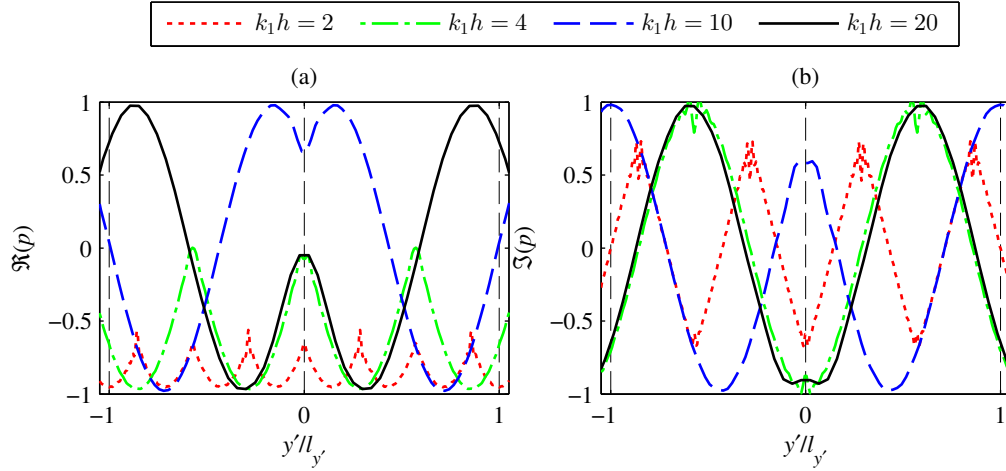 k₁h = 2 k₁h = 4 k₁h = 10 k₁h = 20
(a)
1
0.5
0
−0.5
−1
ℜ(p)
−1 0 1
y′/l_y′
(b)
1
0.5
0
−0.5
−1
ℑ(p)
−1 0 1
y′/l_y′